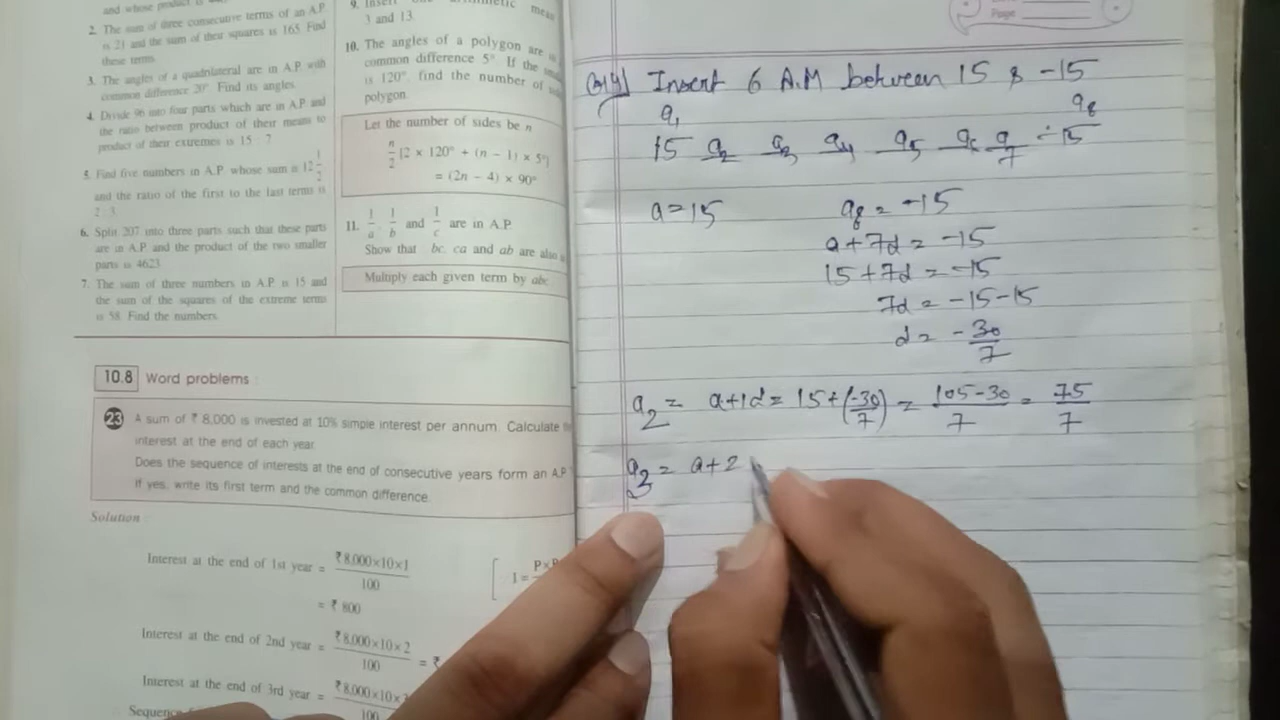 and whose product is
2. The sum of three consecutive terms of an A.P.
is 21 and the sum of their squares is 165. Find
these terms.
3. The angles of a quadrilateral are in A.P. with
common difference 20°. Find its angles.
4. Divide 96 into four parts which are in A.P. and
the ratio between product of their means to
product of their extremes is 15 : 7.
5. Find five numbers in A.P. whose sum is 12 1/2
and the ratio of the first to the last terms is
2 : 3.
6. Split 207 into three parts such that these parts
are in A.P. and the product of the two smaller
parts is 4623.
7. The sum of three numbers in A.P. is 15 and
the sum of the squares of the extreme terms
is 58. Find the numbers.
9. Insert mean
3 and 13.
10. The angles of a polygon are
common difference 5°. If the
is 120°, find the number of
polygon.
Let the number of sides be n
n/2 [2 × 120° + (n – 1) × 5°]
= (2n – 4) × 90°
11. 1/a, 1/b and 1/c are in A.P.
Show that bc, ca and ab are also
Multiply each given term by abc
10.8 Word problems :
23 A sum of ₹ 8,000 is invested at 10% simple interest per annum. Calculate
interest at the end of each year.
Does the sequence of interests at the end of consecutive years form an A.P.
If yes, write its first term and the common difference.
Solution :
Interest at the end of 1st year = ₹ 8,000×10×1/100 [ I = P×
= ₹ 800
Interest at the end of 2nd year = ₹ 8,000×10×2/100 = ₹
Interest at the end of 3rd year = ₹ 8,000×10×/100
Sequence
Date
Page
Insert 6 A.M between 15 & -15
a1 a8
15 a2 a3 a4 a5 a6 a7 -15
a = 15 a8 = -15
a + 7d = -15
15 + 7d = -15
7d = -15 - 15
d = -30/7
a2 = a + 1d = 15 + (-30/7) = 105 - 30/7 = 75/7
a3 = a + 2